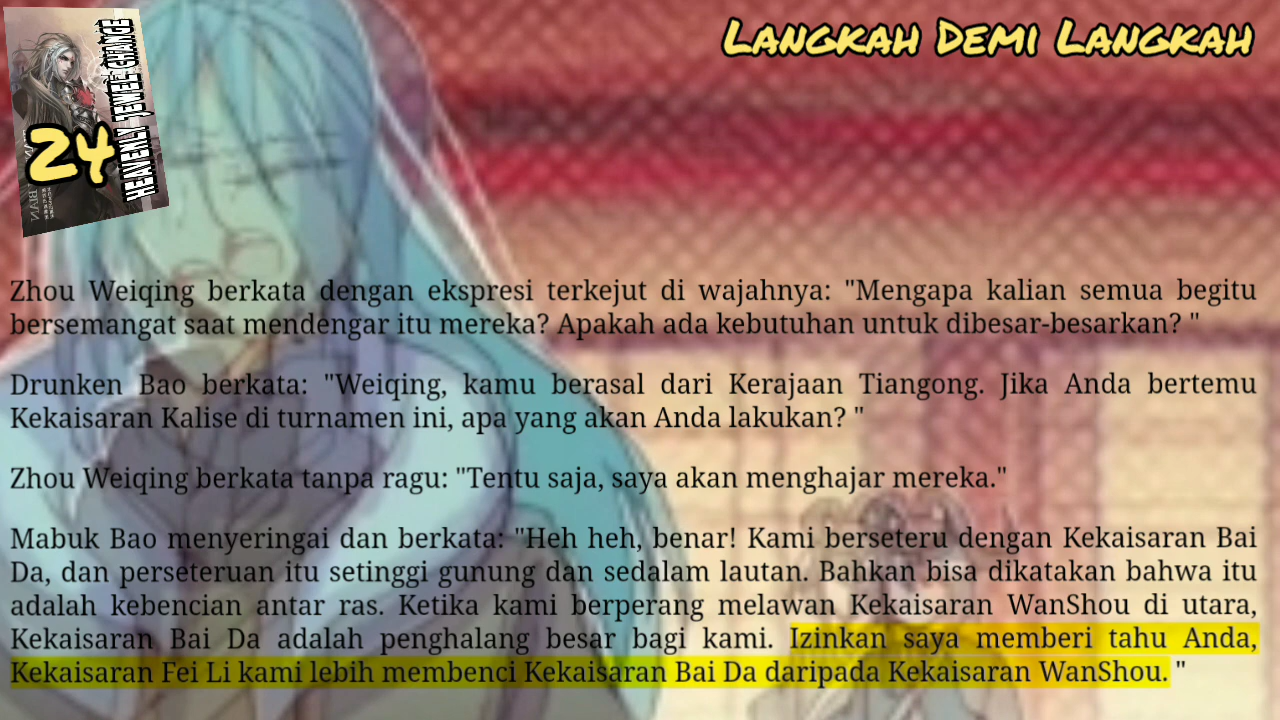 Langkah Demi Langkah
HEAVENLY JEWEL CHANGE
24
Zhou Weiqing berkata dengan ekspresi terkejut di wajahnya: "Mengapa kalian semua begitu
bersemangat saat mendengar itu mereka? Apakah ada kebutuhan untuk dibesar-besarkan? "
Drunken Bao berkata: "Weiqing, kamu berasal dari Kerajaan Tiangong. Jika Anda bertemu
Kekaisaran Kalise di turnamen ini, apa yang akan Anda lakukan? "
Zhou Weiqing berkata tanpa ragu: "Tentu saja, saya akan menghajar mereka."
Mabuk Bao menyeringai dan berkata: "Heh heh, benar! Kami berseteru dengan Kekaisaran Bai
Da, dan perseteruan itu setinggi gunung dan sedalam lautan. Bahkan bisa dikatakan bahwa itu
adalah kebencian antar ras. Ketika kami berperang melawan Kekaisaran WanShou di utara,
Kekaisaran Bai Da adalah penghalang besar bagi kami. Izinkan saya memberi tahu Anda,
Kekaisaran Fei Li kami lebih membenci Kekaisaran Bai Da daripada Kekaisaran WanShou. "